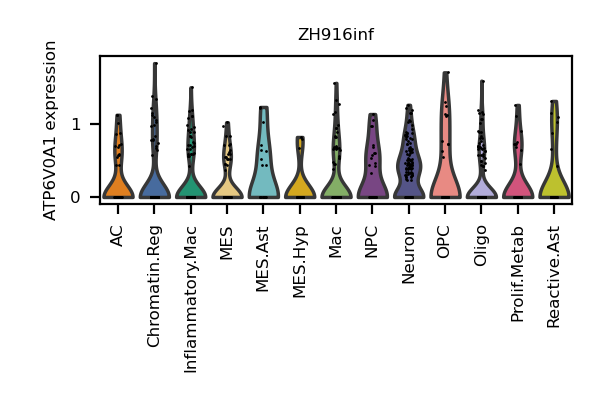 ZH916inf
ATP6V0A1 expression
1
0
AC
Chromatin.Reg
Inflammatory.Mac
MES
MES.Ast
MES.Hyp
Mac
NPC
Neuron
OPC
Oligo
Prolif.Metab
Reactive.Ast